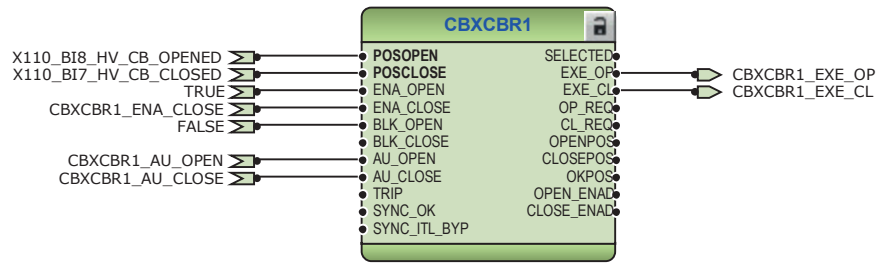 CBXCBR1
X110_BI8_HV_CB_OPENED POSOPEN SELECTED
X110_BI7_HV_CB_CLOSED POSCLOSE EXE_OP CBXCBR1_EXE_OP
TRUE ENA_OPEN EXE_CL CBXCBR1_EXE_CL
CBXCBR1_ENA_CLOSE ENA_CLOSE OP_REQ
FALSE BLK_OPEN CL_REQ
BLK_CLOSE OPENPOS
CBXCBR1_AU_OPEN AU_OPEN CLOSEPOS
CBXCBR1_AU_CLOSE AU_CLOSE OKPOS
TRIP OPEN_ENAD
SYNC_OK CLOSE_ENAD
SYNC_ITL_BYP